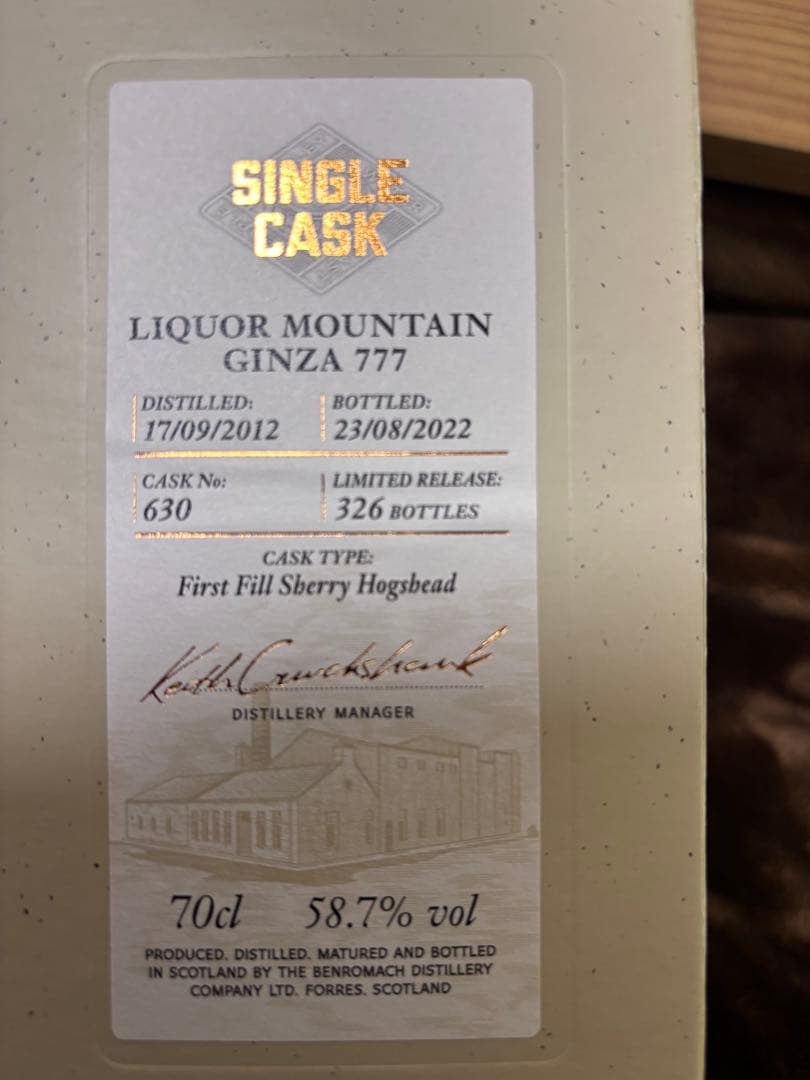 SINGLE
CASK
LIQUOR MOUNTAIN
GINZA 777
DISTILLED: BOTTLED:
17/09/2012 23/08/2022
CASK No: LIMITED RELEASE:
630 326 BOTTLES
CASK TYPE:
First Fill Sherry Hogshead
Keith Cruickshank
DISTILLERY MANAGER
70cl 58.7% vol
PRODUCED, DISTILLED, MATURED AND BOTTLED
IN SCOTLAND BY THE BENROMACH DISTILLERY
COMPANY LTD. FORRES. SCOTLAND